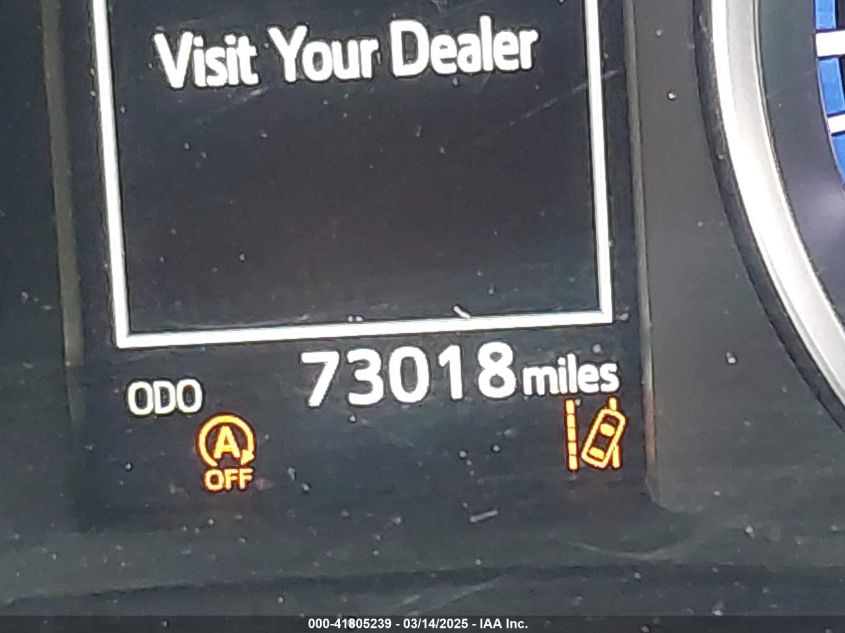 Visit Your Dealer
ODO 73018 miles
A
OFF
000-41805239 - 03/14/2025 - IAA Inc.